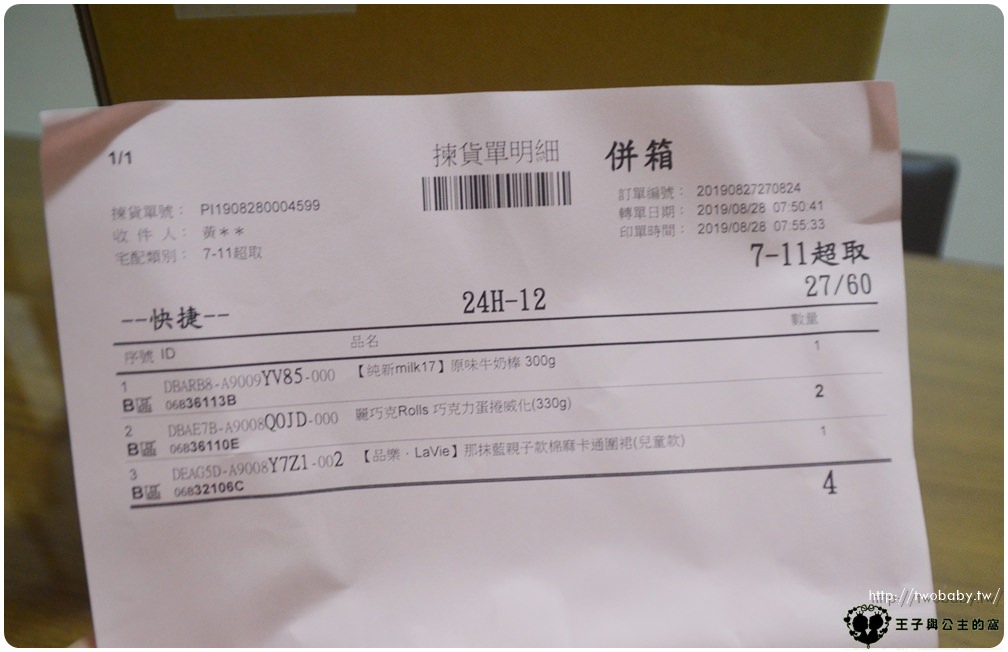 1/1
揀貨單明細
併箱
揀貨單號： PI1908280004599
收 件 人： 黃＊＊
宅配類別： 7-11超取
訂單編號： 20190827270824
轉單日期： 2019/08/28 07:50:41
印單時間： 2019/08/28 07:55:33
7-11超取
--快捷--
24H-12
27/60
序號 ID 品名 數量
1 DBARB8-A9009YV85-000 【纯新milk17】原味牛奶棒 300g 1
B區 06B36113B
2 DBAE7B-A9008Q0JD-000 麗巧克Rolls 巧克力蛋捲威化(330g) 2
B區 06B36110E
3 DEAG5D-A9008Y7Z1-002 【品樂．LaVie】那抹藍親子款棉麻卡通圍裙(兒童款) 1
B區 06B32106C
4
http://twobaby.tw/
王子與公主的窩